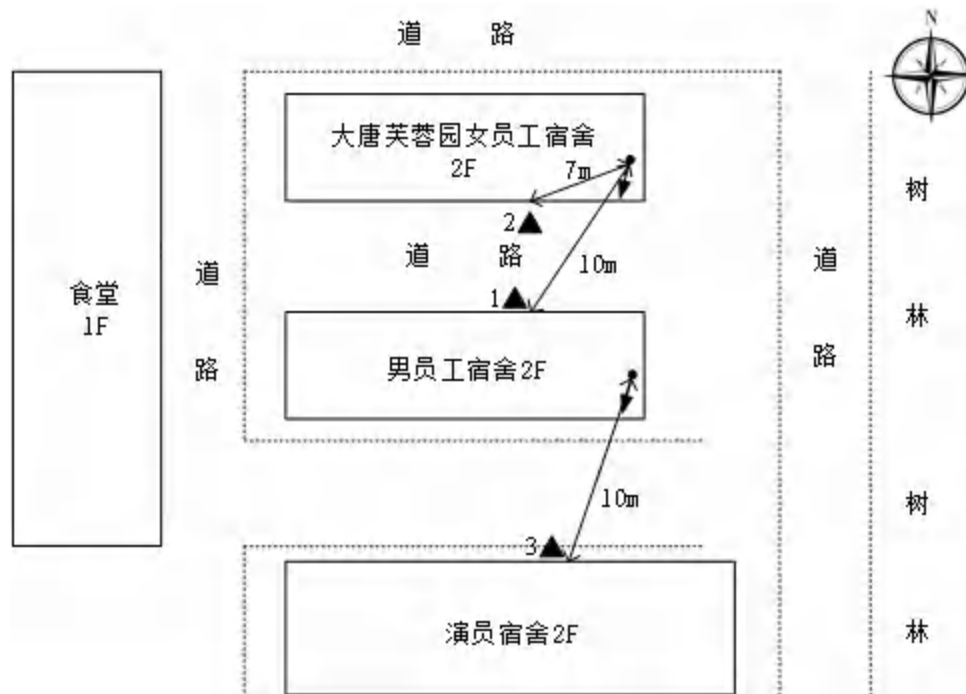 道 路
N
大唐芙蓉园女员工宿舍
2F
7m
2
道 路
10m
1
食堂
1F
道
路
男员工宿舍2F
道
路
树
林
树
林
10m
3
演员宿舍2F